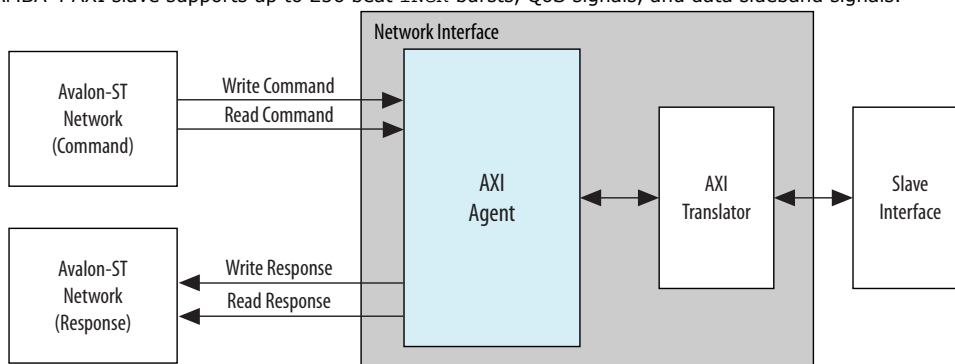 AMBA 4 AXI slave supports up to 256 beat INCR bursts, QoS signals, and data sideband signals.
Network Interface
Avalon-ST
Network
(Command)
Write Command
Read Command
AXI
Agent
AXI
Translator
Slave
Interface
Avalon-ST
Network
(Response)
Write Response
Read Response